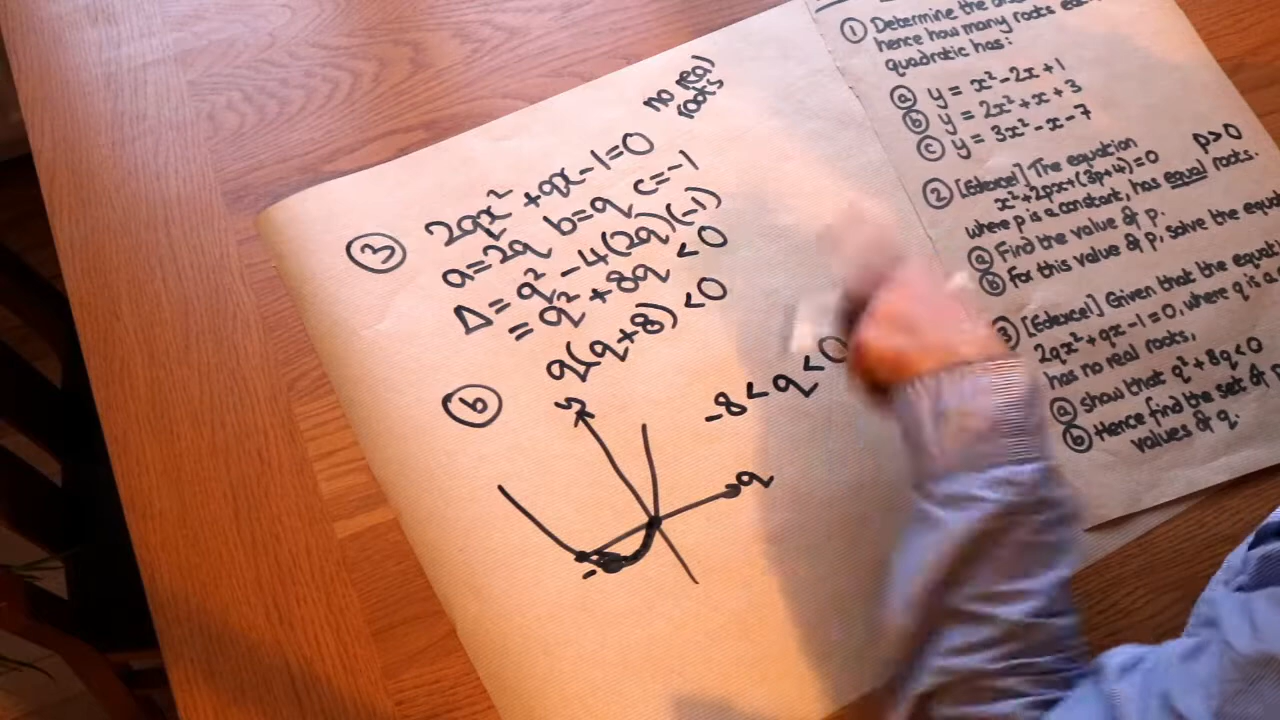 ③ 2qx² + qx - 1 = 0 no real roots
a = 2q b = q c = -1
Δ = q² - 4(2q)(-1)
= q² + 8q < 0
ⓑ q(q+8) < 0
-8 < q < 0
y
q
① Determine the
hence how many roots
quadratic has:
ⓐ y = x² - 2x + 1
ⓑ y = 2x² + x + 3
ⓒ y = 3x² - x - 7
② [Edexcel] The equation
x² + 2px + (3p+4) = 0 p > 0
where p is a constant, has equal roots.
ⓐ Find the value of p.
ⓑ For this value of p, solve the
[Edexcel] Given that the
2qx² + qx - 1 = 0, where q is a
has no real roots,
ⓐ show that q² + 8q < 0
ⓑ Hence find the set of
values of q.